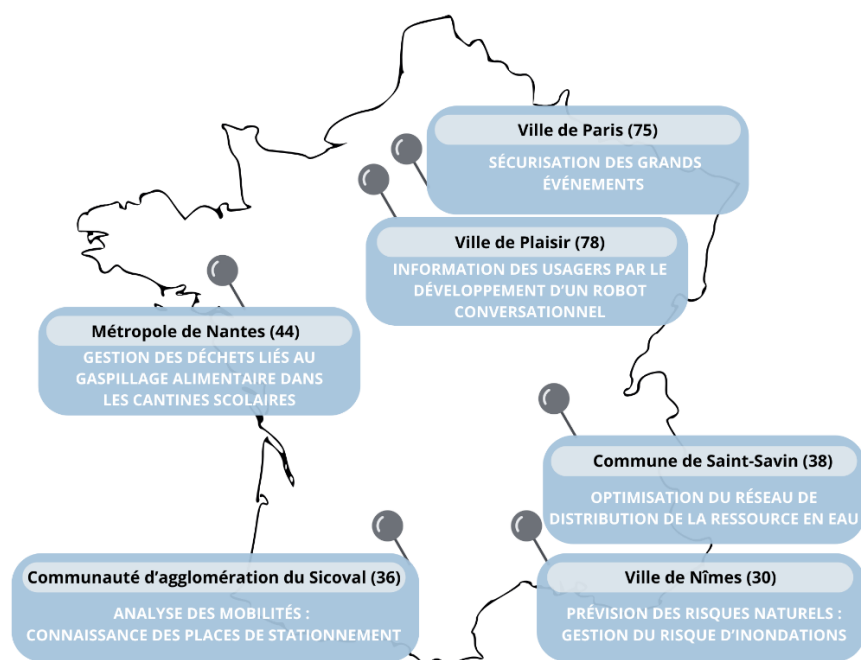 Ville de Paris (75)
SÉCURISATION DES GRANDS
ÉVÉNEMENTS
Ville de Plaisir (78)
INFORMATION DES USAGERS PAR LE
DÉVELOPPEMENT D’UN ROBOT
CONVERSATIONNEL
Métropole de Nantes (44)
GESTION DES DÉCHETS LIÉS AU
GASPILLAGE ALIMENTAIRE DANS
LES CANTINES SCOLAIRES
Commune de Saint-Savin (38)
OPTIMISATION DU RÉSEAU DE
DISTRIBUTION DE LA RESSOURCE EN EAU
Communauté d’agglomération du Sicoval (36)
ANALYSE DES MOBILITÉS :
CONNAISSANCE DES PLACES DE STATIONNEMENT
Ville de Nîmes (30)
PRÉVISION DES RISQUES NATURELS :
GESTION DU RISQUE D’INONDATIONS